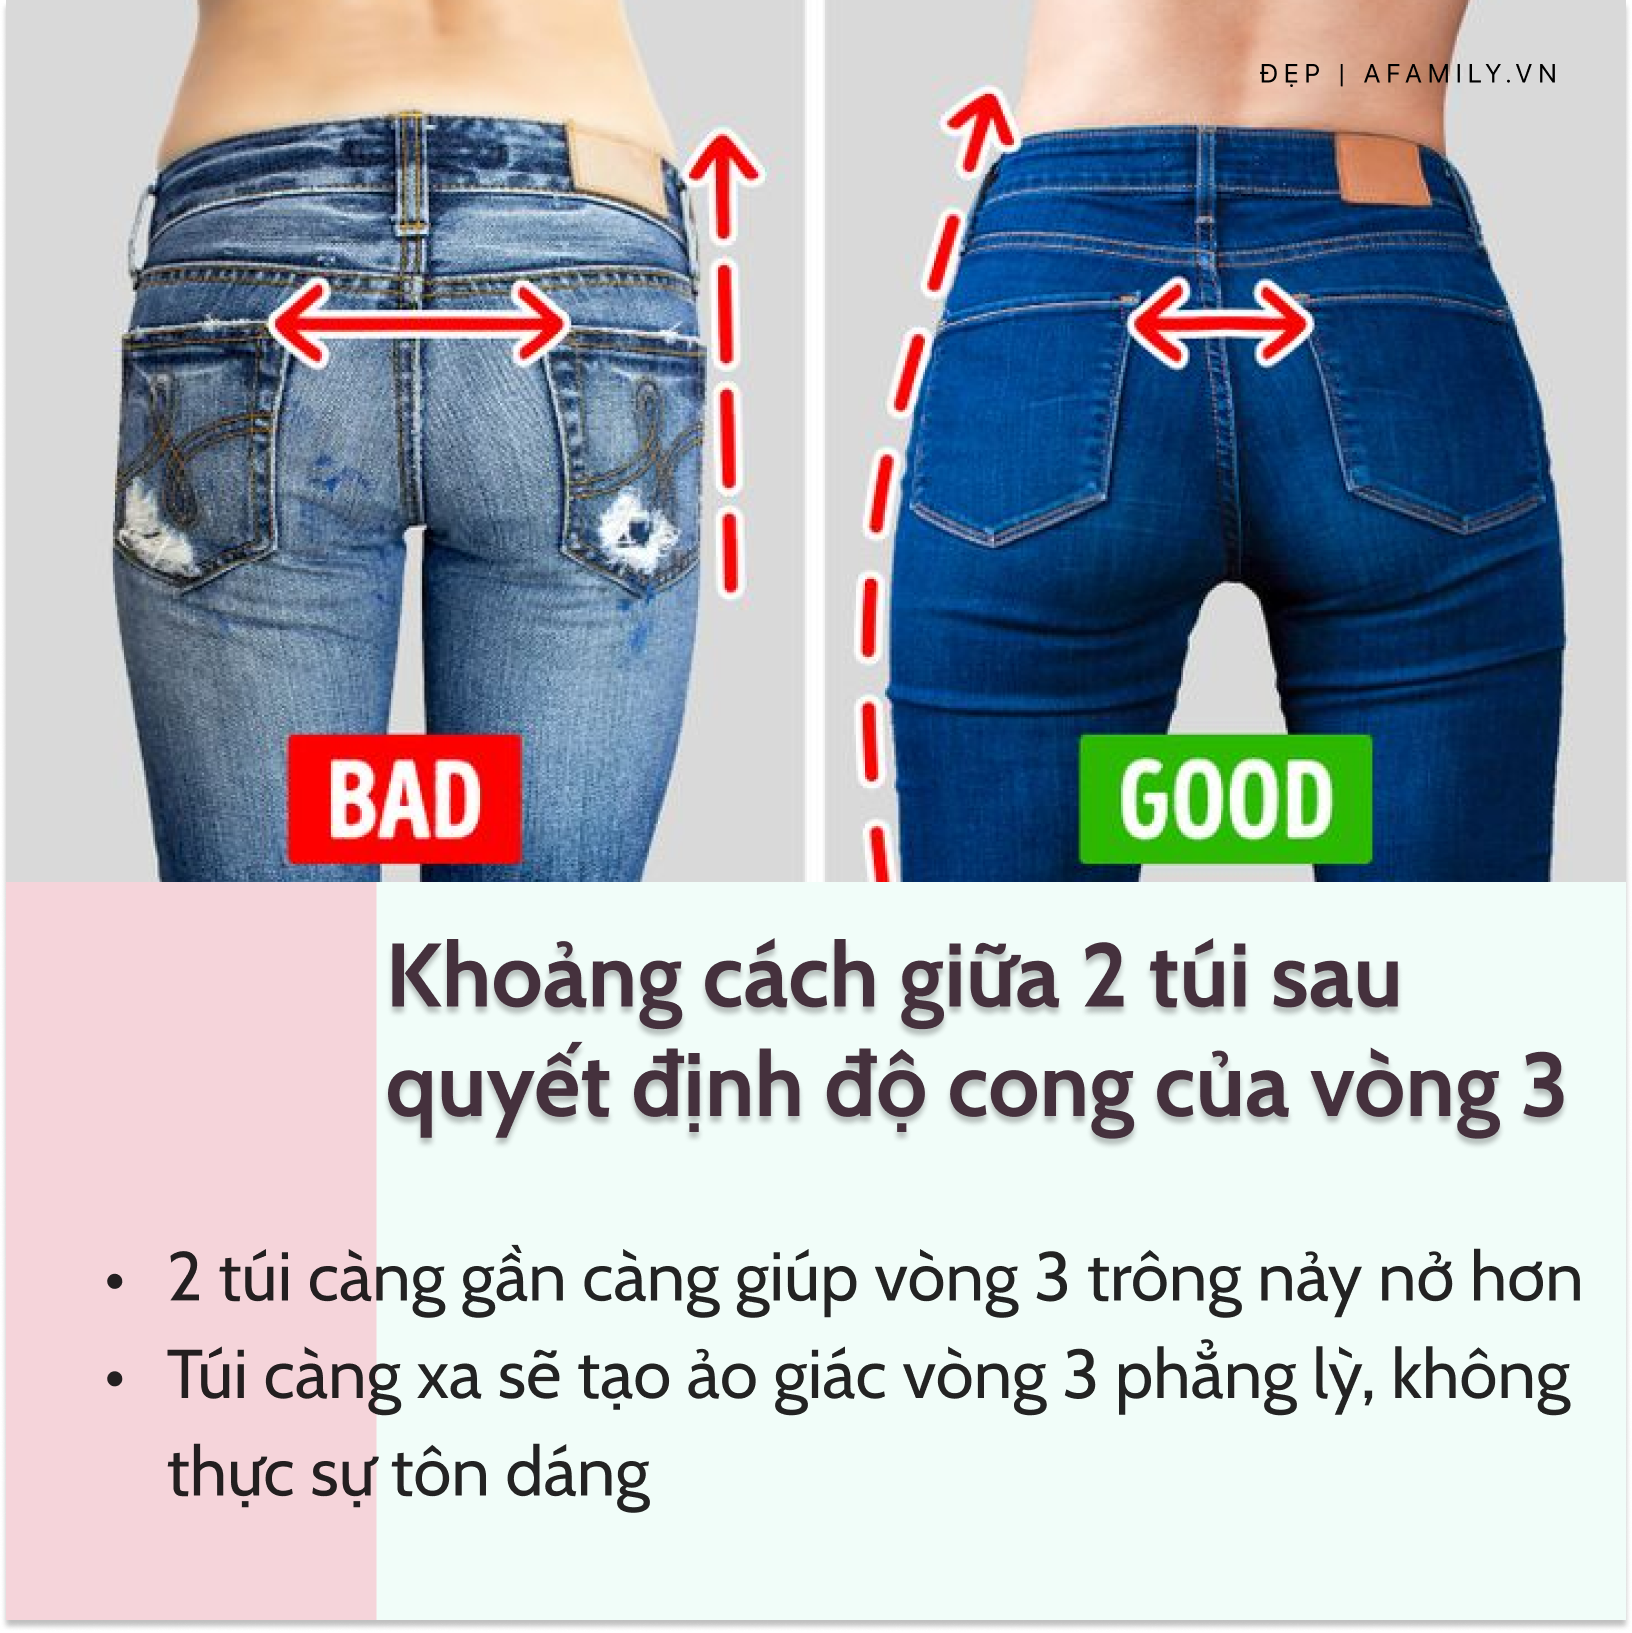 ĐẸP | AFAMILY.VN
BAD
GOOD
Khoảng cách giữa 2 túi sau
quyết định độ cong của vòng 3
• 2 túi càng gần càng giúp vòng 3 trông nảy nở hơn
• Túi càng xa sẽ tạo ảo giác vòng 3 phẳng lỳ, không
thực sự tôn dáng